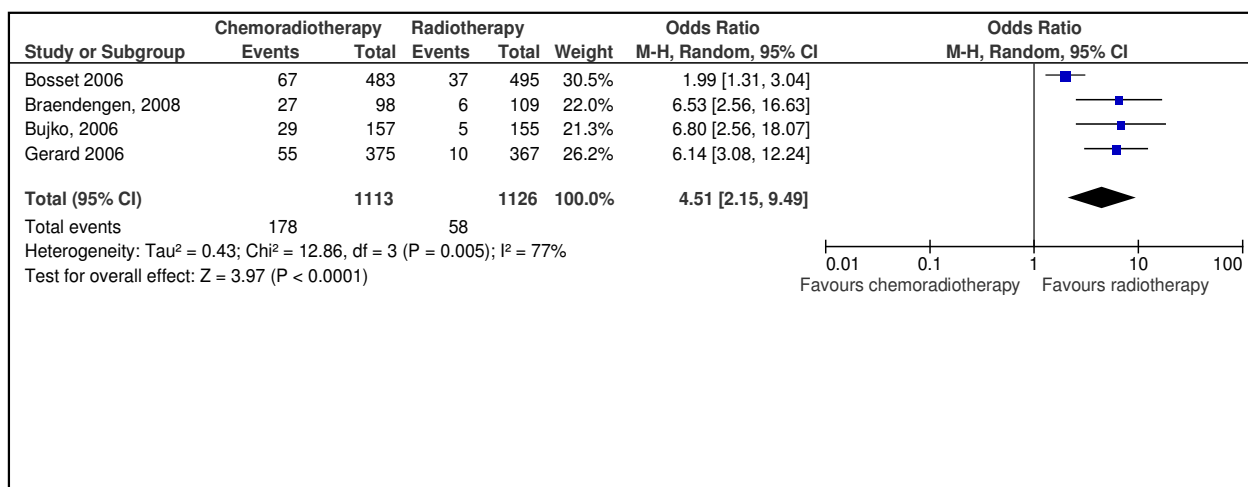 Chemoradiotherapy Radiotherapy Odds Ratio Odds Ratio
Study or Subgroup Events Total Events Total Weight M-H, Random, 95% CI M-H, Random, 95% CI
Bosset 2006 67 483 37 495 30.5% 1.99 [1.31, 3.04]
Braendengen, 2008 27 98 6 109 22.0% 6.53 [2.56, 16.63]
Bujko, 2006 29 157 5 155 21.3% 6.80 [2.56, 18.07]
Gerard 2006 55 375 10 367 26.2% 6.14 [3.08, 12.24]
Total (95% CI) 1113 1126 100.0% 4.51 [2.15, 9.49]
Total events 178 58
Heterogeneity: Tau² = 0.43; Chi² = 12.86, df = 3 (P = 0.005); I² = 77%
Test for overall effect: Z = 3.97 (P < 0.0001)
0.01 0.1 1 10 100
Favours chemoradiotherapy Favours radiotherapy